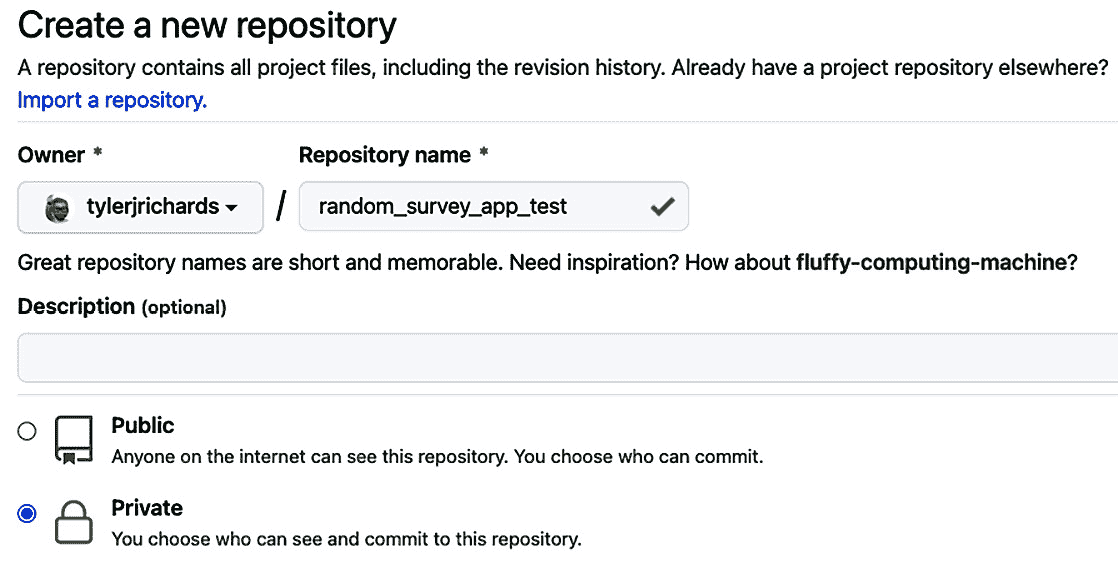 Create a new repository
A repository contains all project files, including the revision history. Already have a project repository elsewhere?
Import a repository.
Owner * Repository name *
tylerjrichards / random_survey_app_test
Great repository names are short and memorable. Need inspiration? How about fluffy-computing-machine?
Description (optional)
Public
Anyone on the internet can see this repository. You choose who can commit.
Private
You choose who can see and commit to this repository.